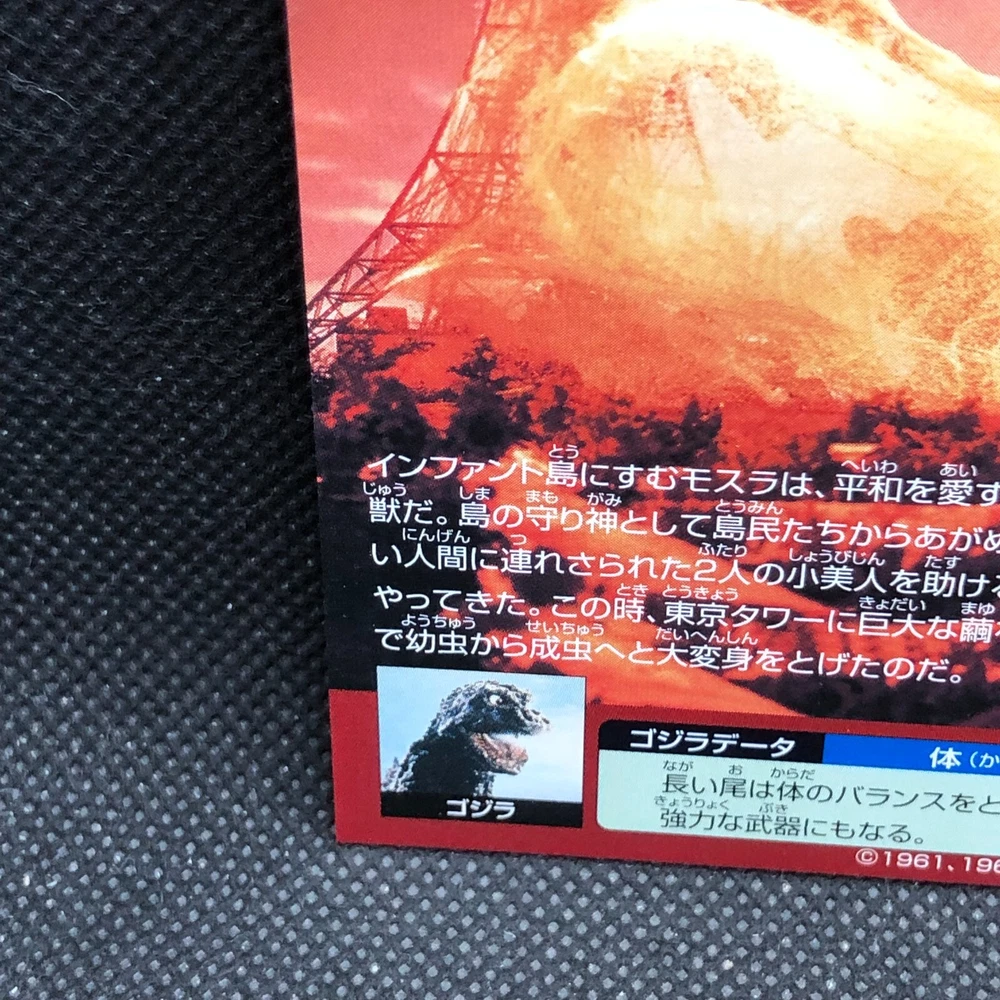 インファント島にすむモスラは、平和を愛す
獣だ。島の守り神として島民たちからあがめ
い人間に連れさられた2人の小美人を助ける
やってきた。この時、東京タワーに巨大な繭
で幼虫から成虫へと大変身をとげたのだ。
ゴジラ
ゴジラデータ
体(か
長い尾は体のバランスをと
強力な武器にもなる。
©1961、196